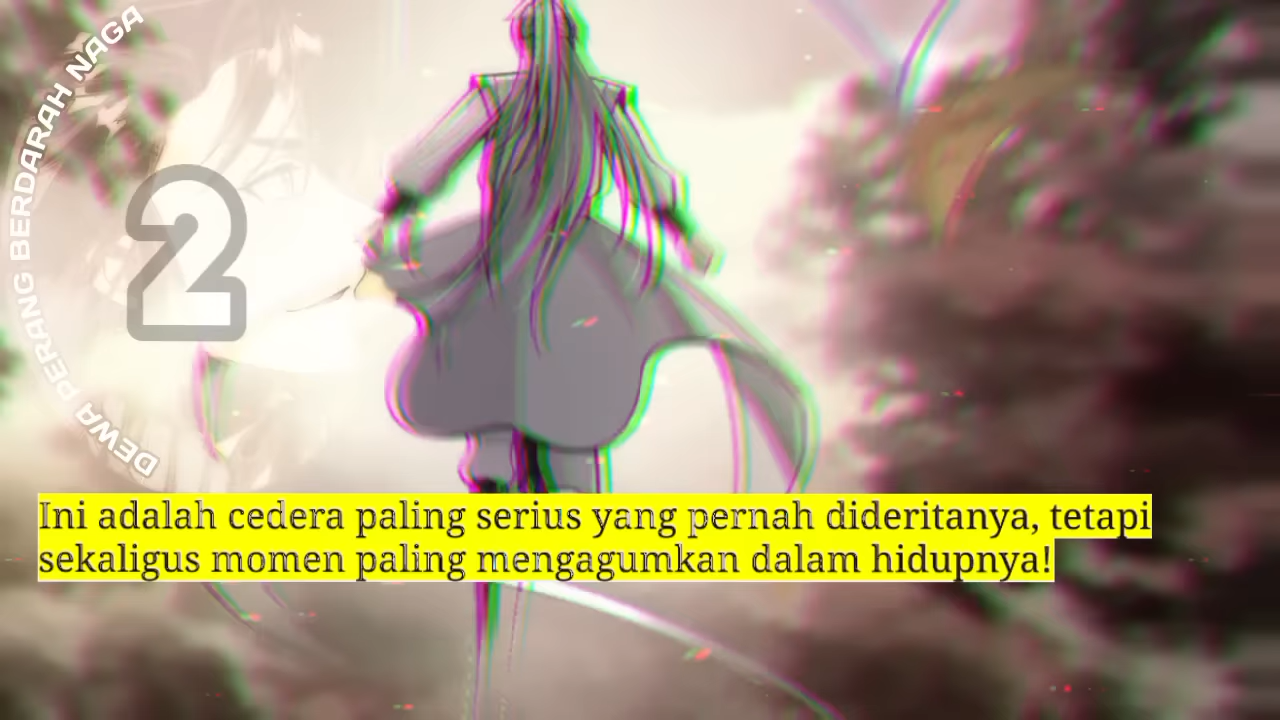 DEWA PERANG BERDARAH NAGA
2
Ini adalah cedera paling serius yang pernah dideritanya, tetapi
sekaligus momen paling mengagumkan dalam hidupnya!